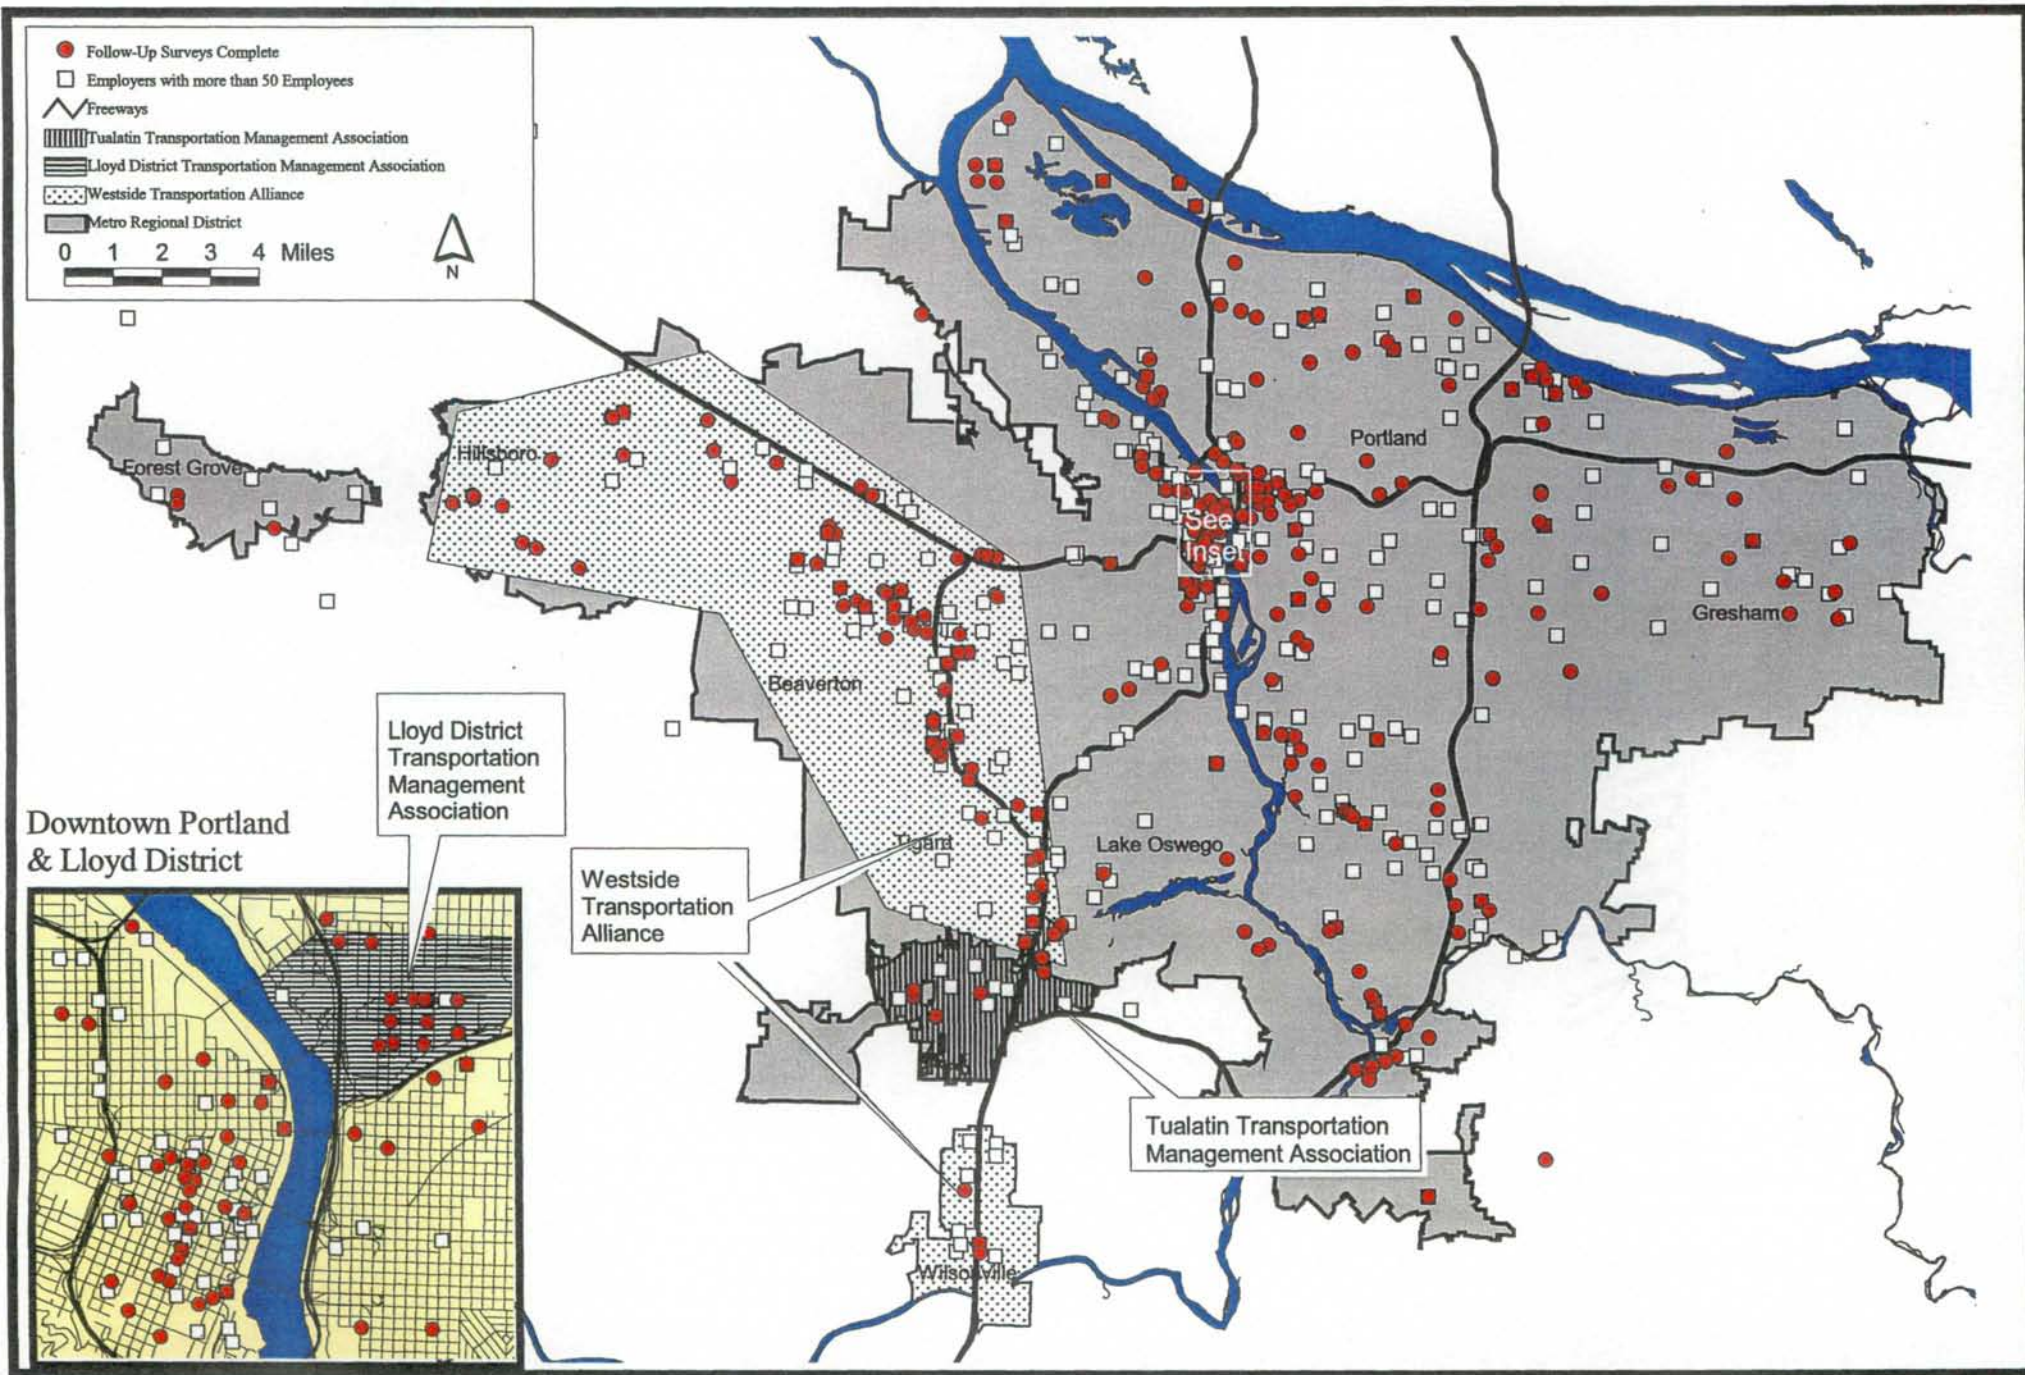 Follow-Up Surveys Complete
Employers with more than 50 Employees
Freeways
Tualatin Transportation Management Association
Lloyd District Transportation Management Association
Westside Transportation Alliance
Metro Regional District
0 1 2 3 4 Miles
N
Portland
Hillsboro
Forest Grove
See
Inset
Gresham
Beaverton
Lloyd District
Transportation
Management
Association
Downtown Portland
& Lloyd District
Tigard
Lake Oswego
Westside
Transportation
Alliance
Tualatin Transportation
Management Association
Wilsonville